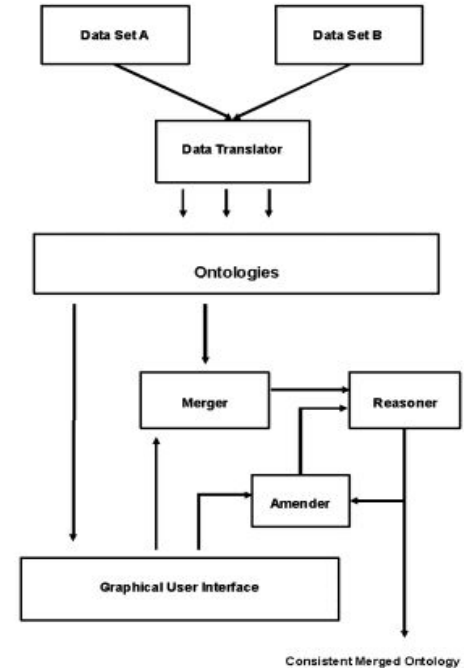 Data Set A
Data Set B
Data Translator
Ontologies
Merger
Reasoner
Amender
Graphical User Interface
Consistent Merged Ontology